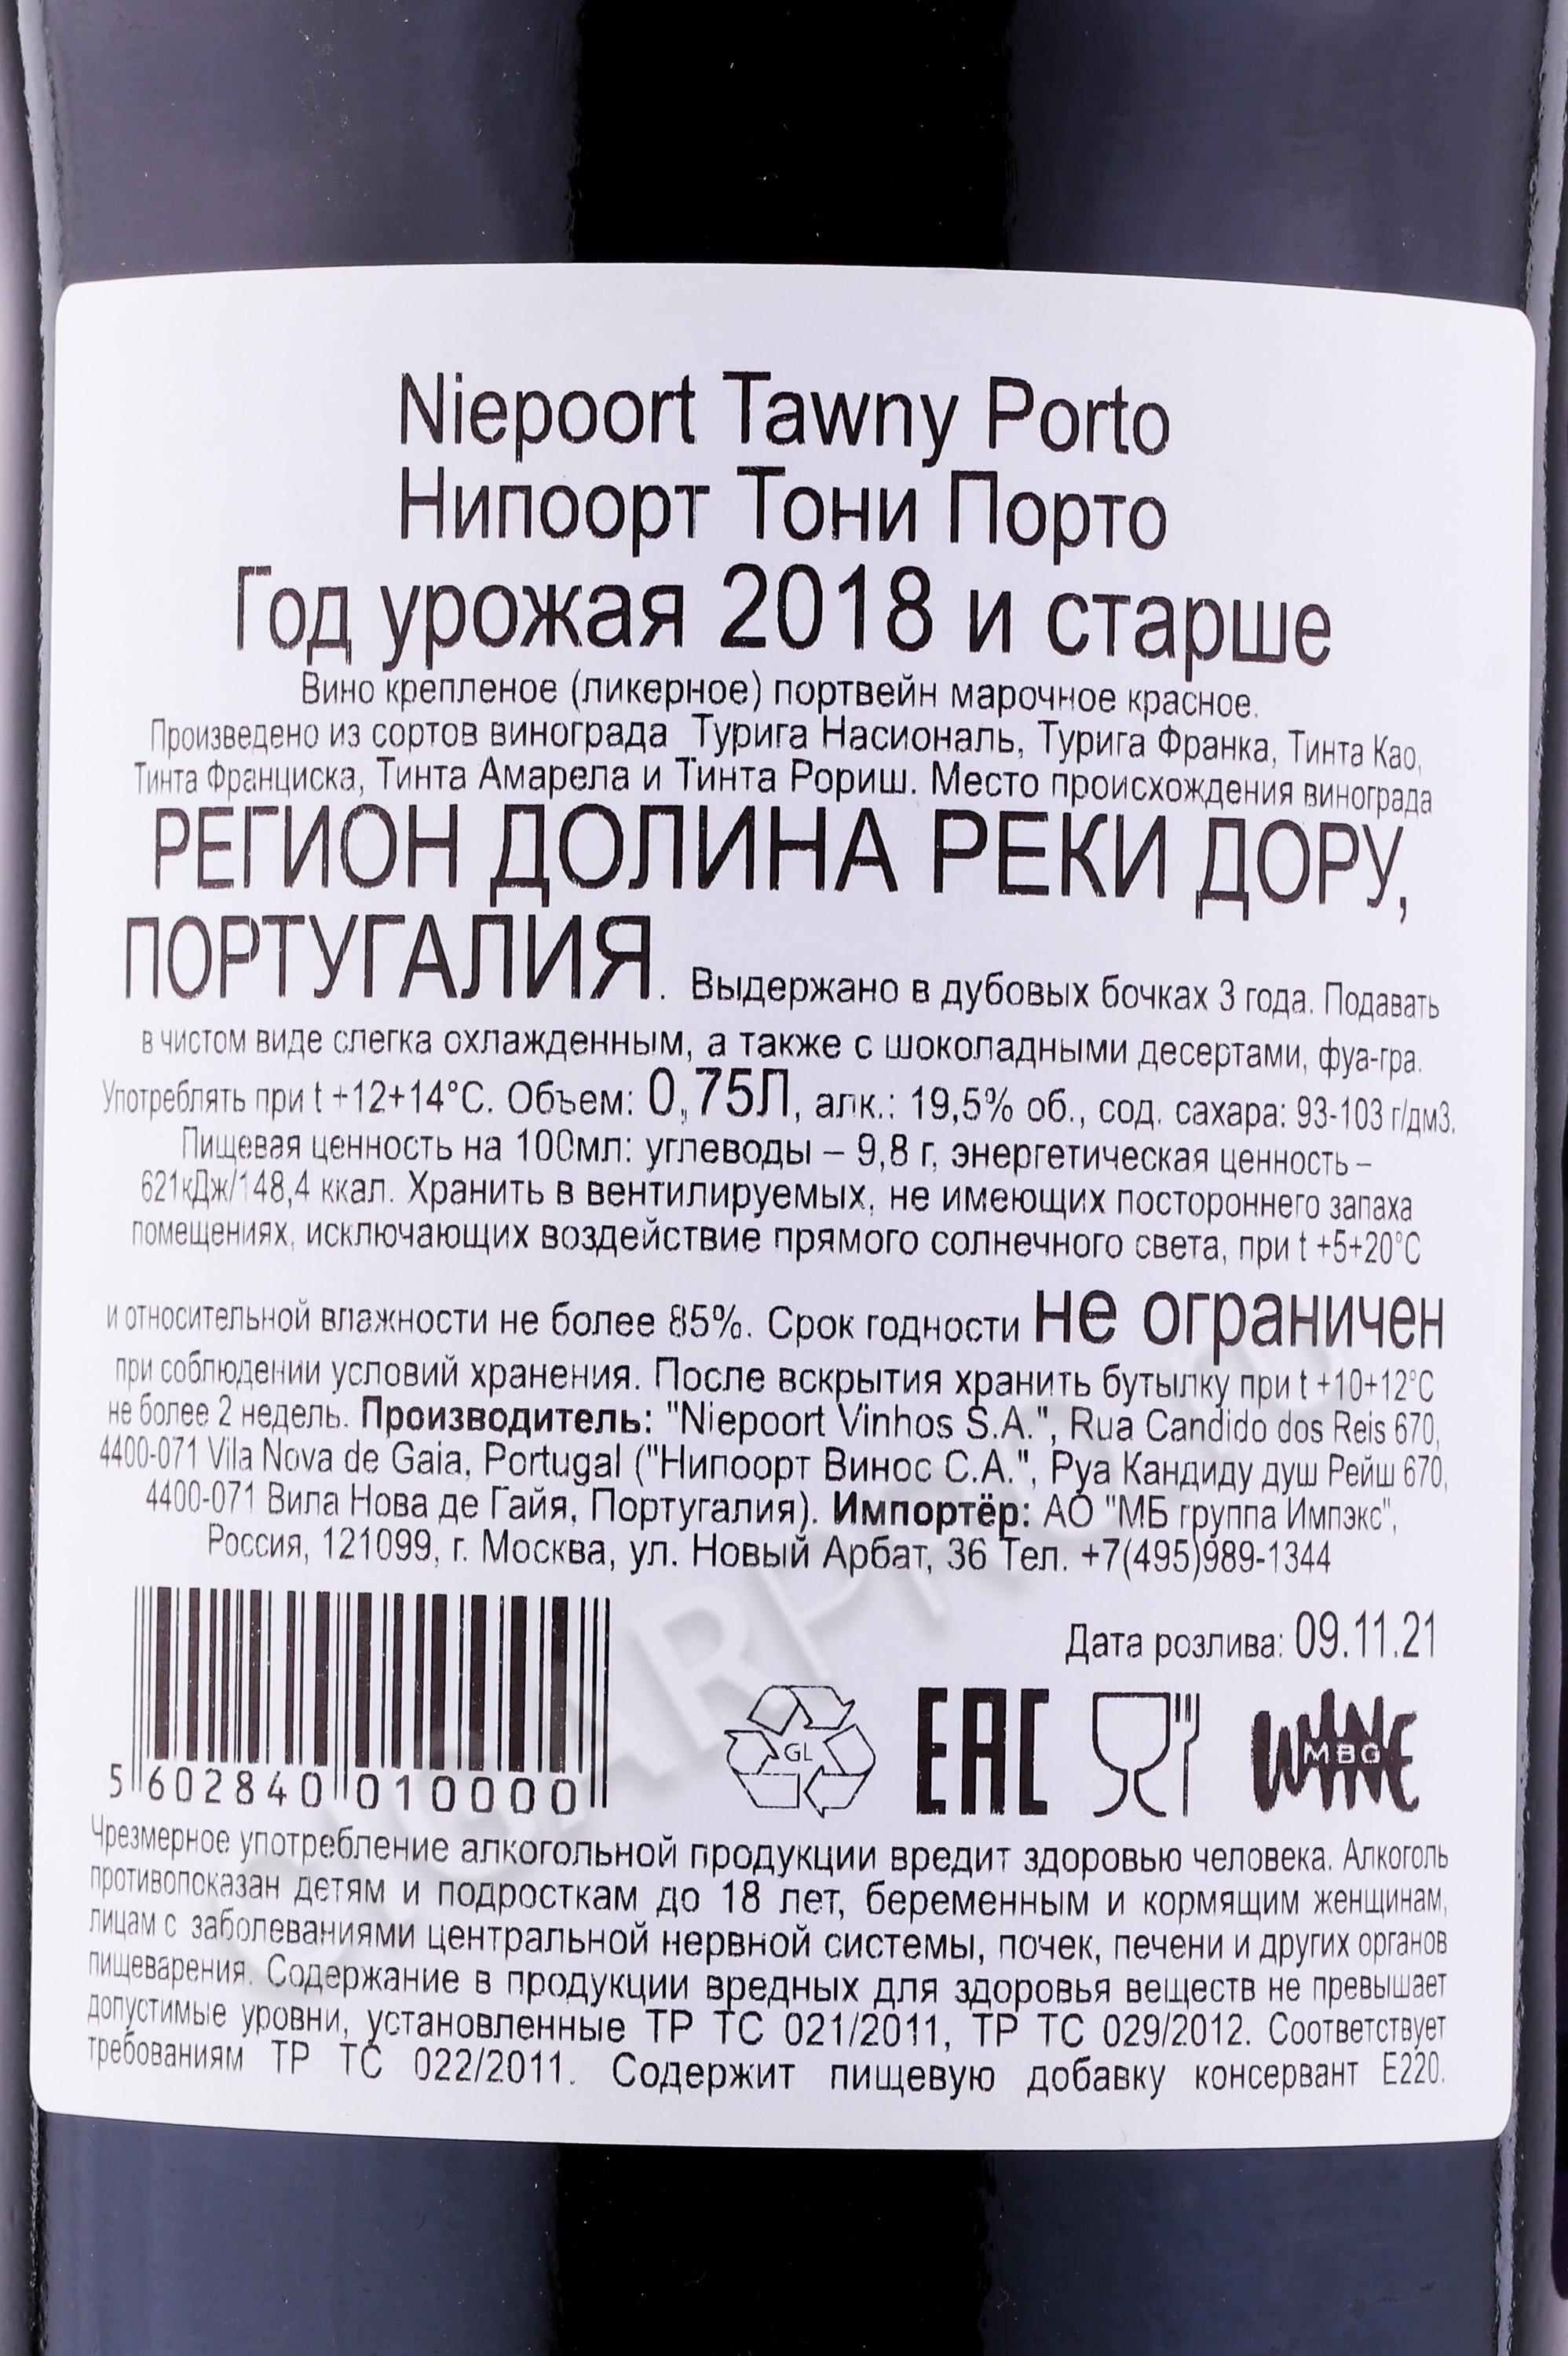 Niepoort Tawny Porto
Нипоорт Тони Порто
Год урожая 2018 и старше
Вино крепленое (ликерное) портвейн марочное красное.
Произведено из сортов винограда Турига Насиональ, Турига Франка, Тинта Као,
Тинта Франциска, Тинта Амарела и Тинта Рориш. Место происхождения винограда
РЕГИОН ДОЛИНА РЕКИ ДОРУ,
ПОРТУГАЛИЯ. Выдержано в дубовых бочках 3 года. Подавать
в чистом виде слегка охлажденным, а также с шоколадными десертами, фуа-гра.
Употреблять при t +12+14°C. Объем: 0,75Л, алк.: 19,5% об., сод. сахара: 93-103 г/дм3.
Пищевая ценность на 100мл: углеводы – 9,8 г, энергетическая ценность –
621кДж/148,4 ккал. Хранить в вентилируемых, не имеющих постороннего запаха
помещениях, исключающих воздействие прямого солнечного света, при t +5+20°C
и относительной влажности не более 85%. Срок годности не ограничен
при соблюдении условий хранения. После вскрытия хранить бутылку при t +10+12°C
не более 2 недель. Производитель: "Niepoort Vinhos S.A.", Rua Candido dos Reis 670,
4400-071 Vila Nova de Gaia, Portugal ("Нипоорт Винос С.А.", Руа Кандиду душ Рейш 670,
4400-071 Вила Нова де Гайя, Португалия). Импортёр: АО "МБ группа Импэкс",
Россия, 121099, г. Москва, ул. Новый Арбат, 36 Тел. +7(495)989-1344
Дата розлива: 09.11.21
GL EAC WINE MBG
5 602840 010000
CIGARPRO.ru
Чрезмерное употребление алкогольной продукции вредит здоровью человека. Алкоголь
противопоказан детям и подросткам до 18 лет, беременным и кормящим женщинам,
лицам с заболеваниями центральной нервной системы, почек, печени и других органов
пищеварения. Содержание в продукции вредных для здоровья веществ не превышает
допустимые уровни, установленные ТР ТС 021/2011, ТР ТС 029/2012. Соответствует
требованиям ТР ТС 022/2011. Содержит пищевую добавку консервант Е220.